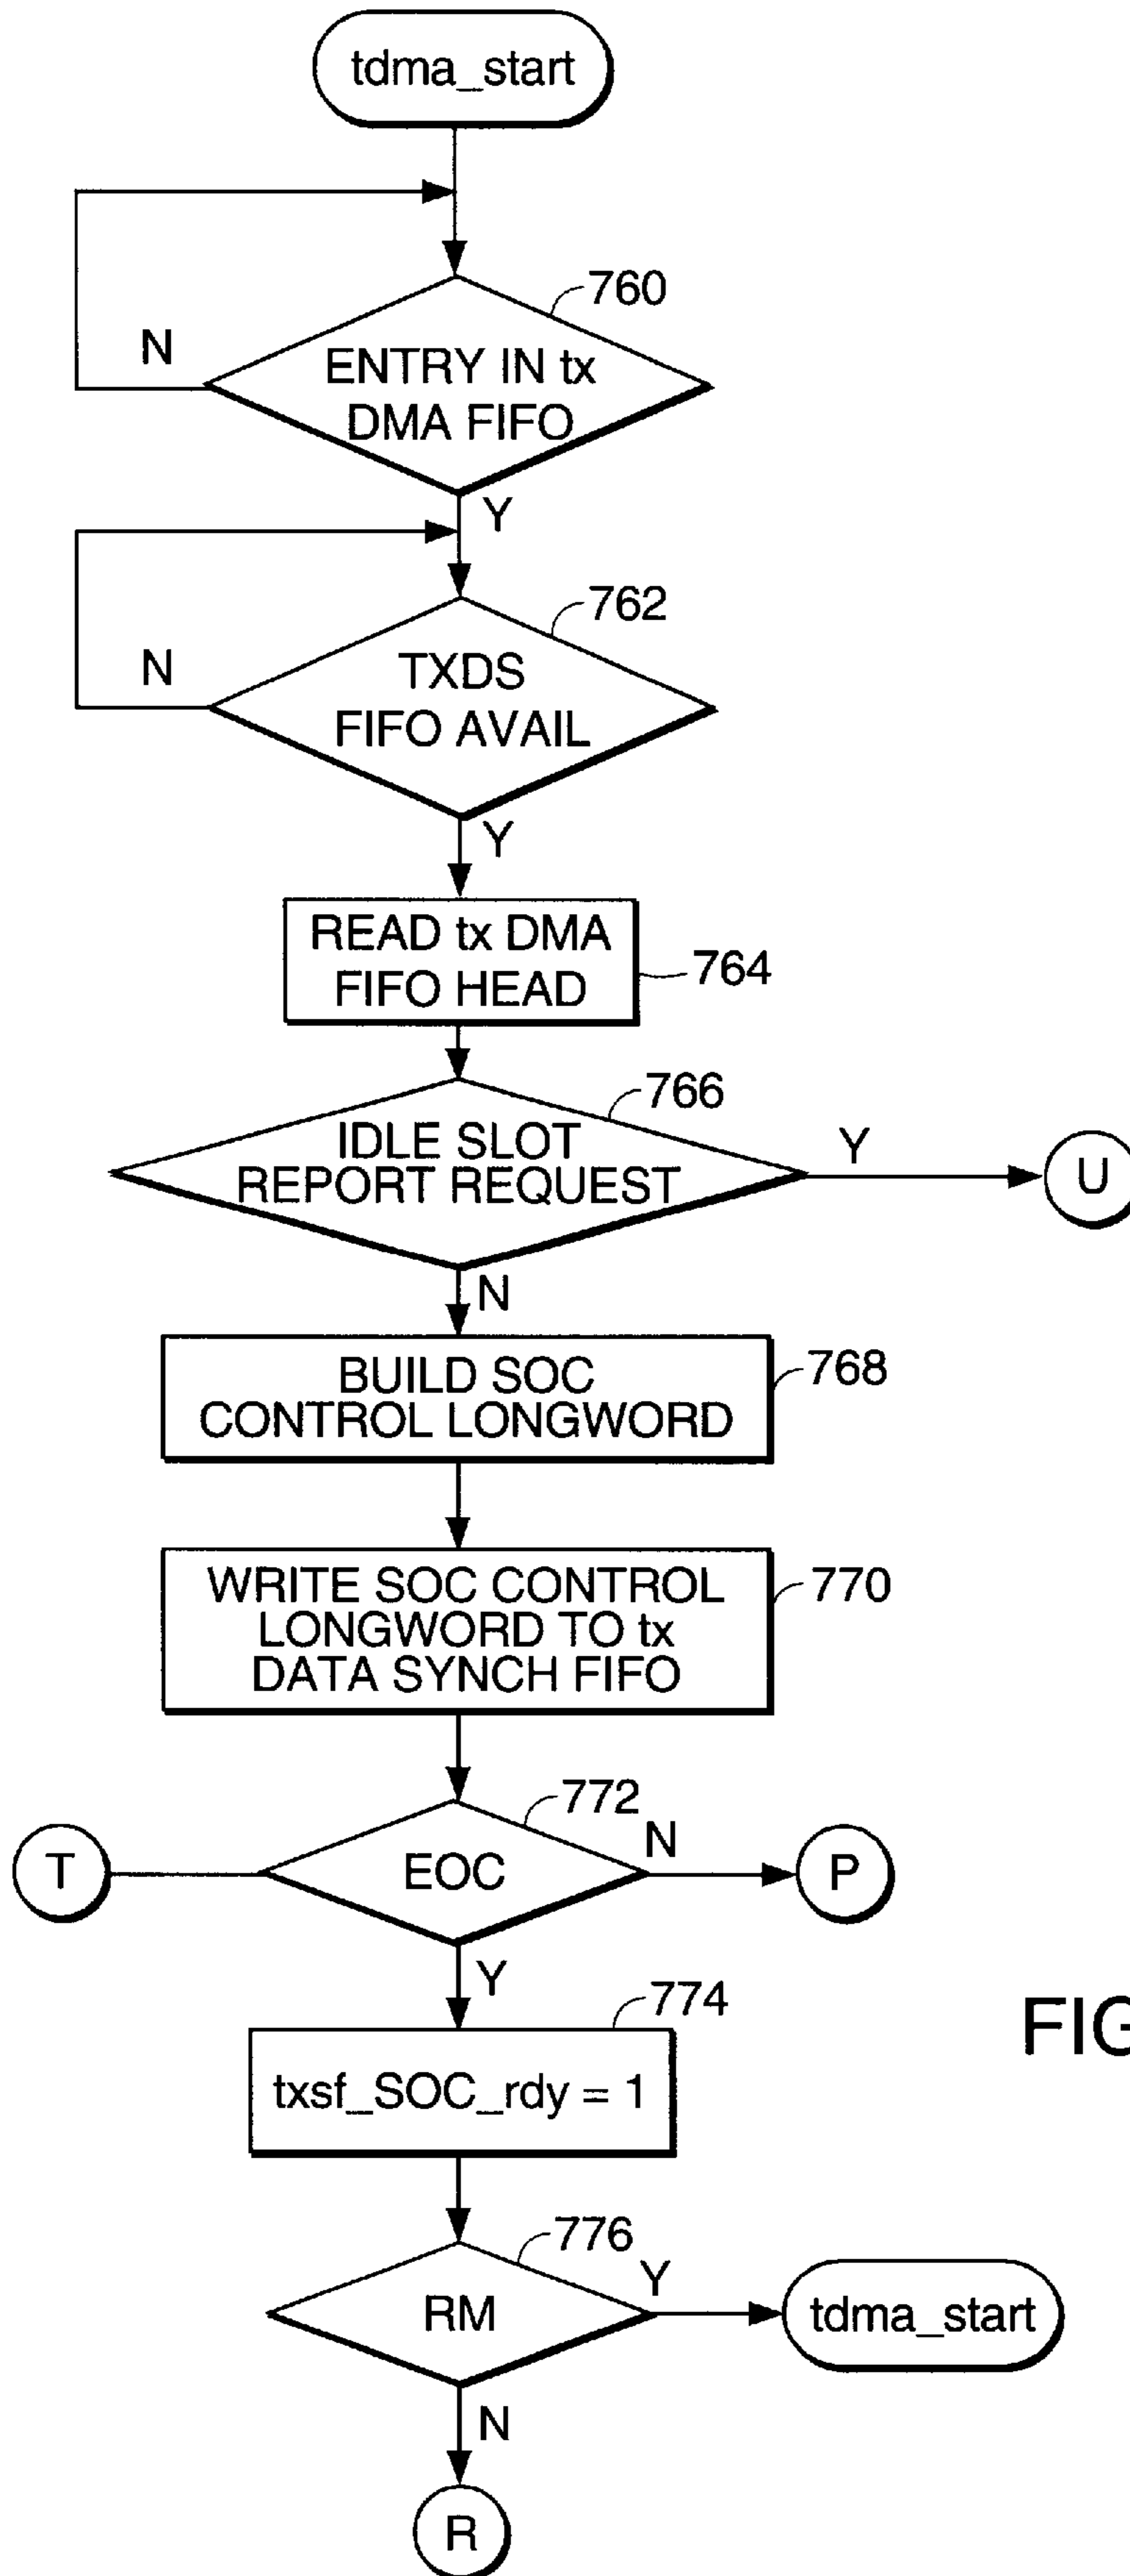 tdma_start
760
N
ENTRY IN tx
DMA FIFO
Y
762
N
TXDS
FIFO AVAIL
Y
READ tx DMA
FIFO HEAD
764
766
IDLE SLOT
REPORT REQUEST
Y
U
N
BUILD SOC
CONTROL LONGWORD
768
WRITE SOC CONTROL
LONGWORD TO tx
DATA SYNCH FIFO
770
772
T
EOC
N
P
Y
774
txsf_SOC_rdy = 1
FIG
776
RM
Y
tdma_start
N
R